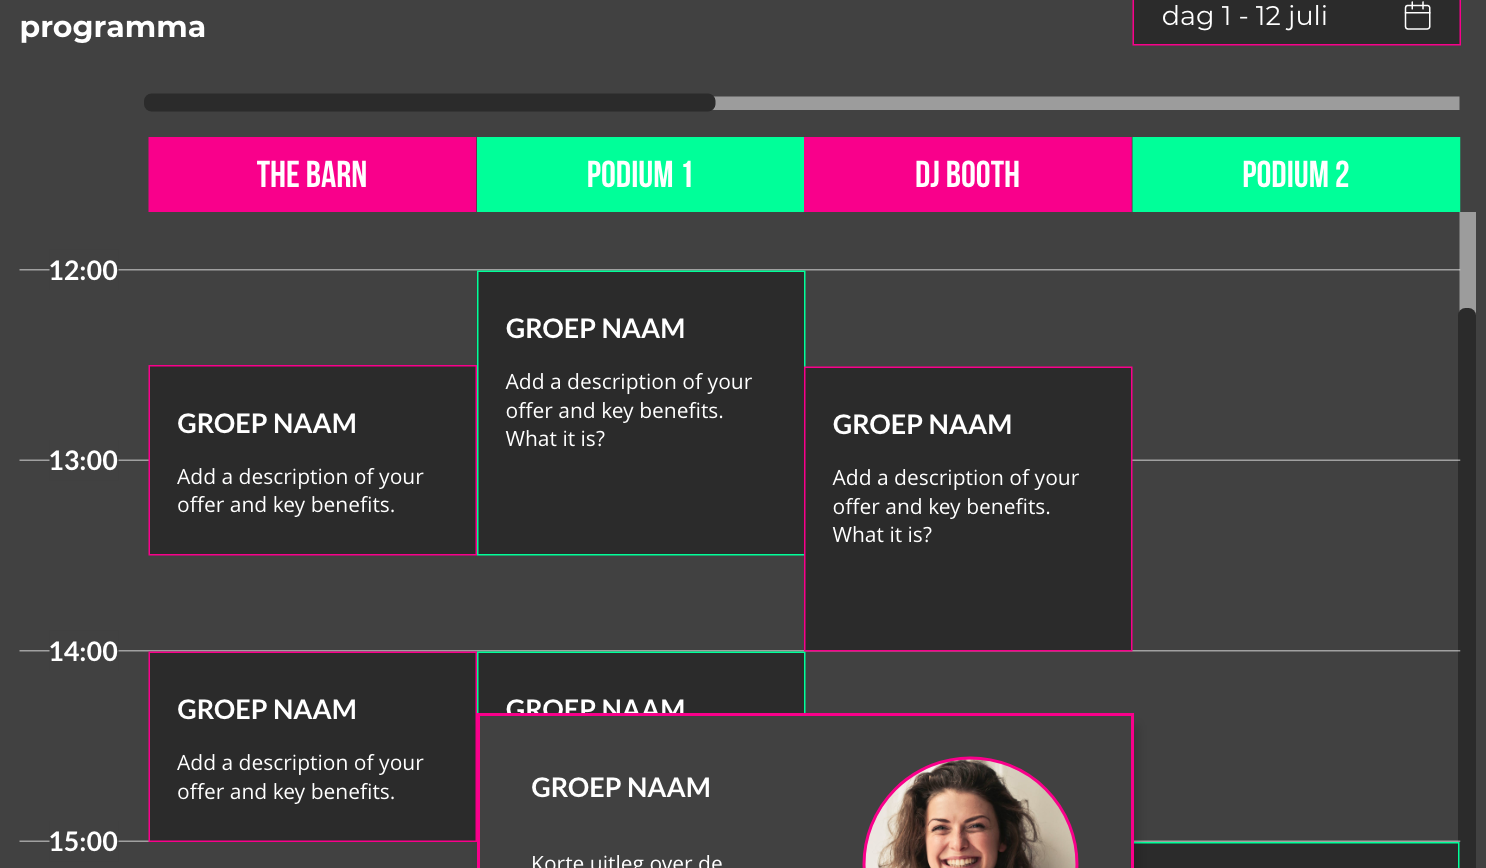 programma
dag 1 - 12 juli
THE BARN
PODIUM 1
DJ BOOTH
PODIUM 2
12:00
GROEP NAAM
Add a description of your
offer and key benefits.
What it is?
GROEP NAAM
Add a description of your
offer and key benefits.
GROEP NAAM
Add a description of your
offer and key benefits.
What it is?
13:00
14:00
GROEP NAAM
Add a description of your
offer and key benefits.
GROEP NAAM
GROEP NAAM
Korte uitleg over de
15:00